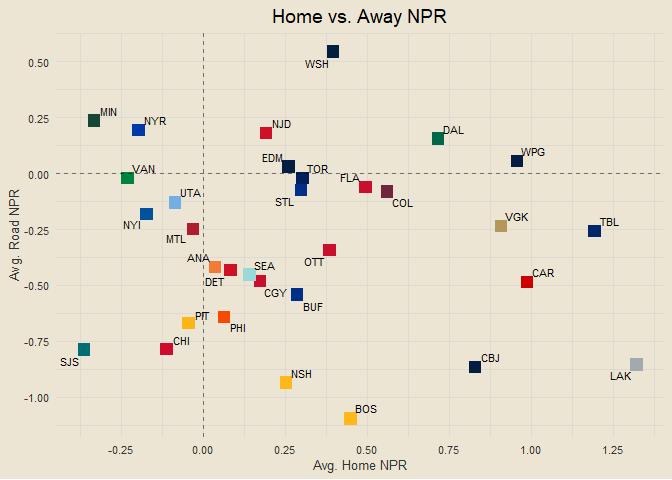 Home vs. Away NPR
Avg. Road NPR
0.50
0.25
0.00
-0.25
-0.50
-0.75
-1.00
WSH
MIN
NYR
NJD
DAL
WPG
EDM
VAN
TOR
FLA
UTA
STL
COL
NYI
MTL
VGK
TBL
ANA
SEA
OTT
DET
CGY
CAR
BUF
PIT
PHI
CHI
SJS
CBJ
LAK
NSH
BOS
-0.25 0.00 0.25 0.50 0.75 1.00 1.25
Avg. Home NPR